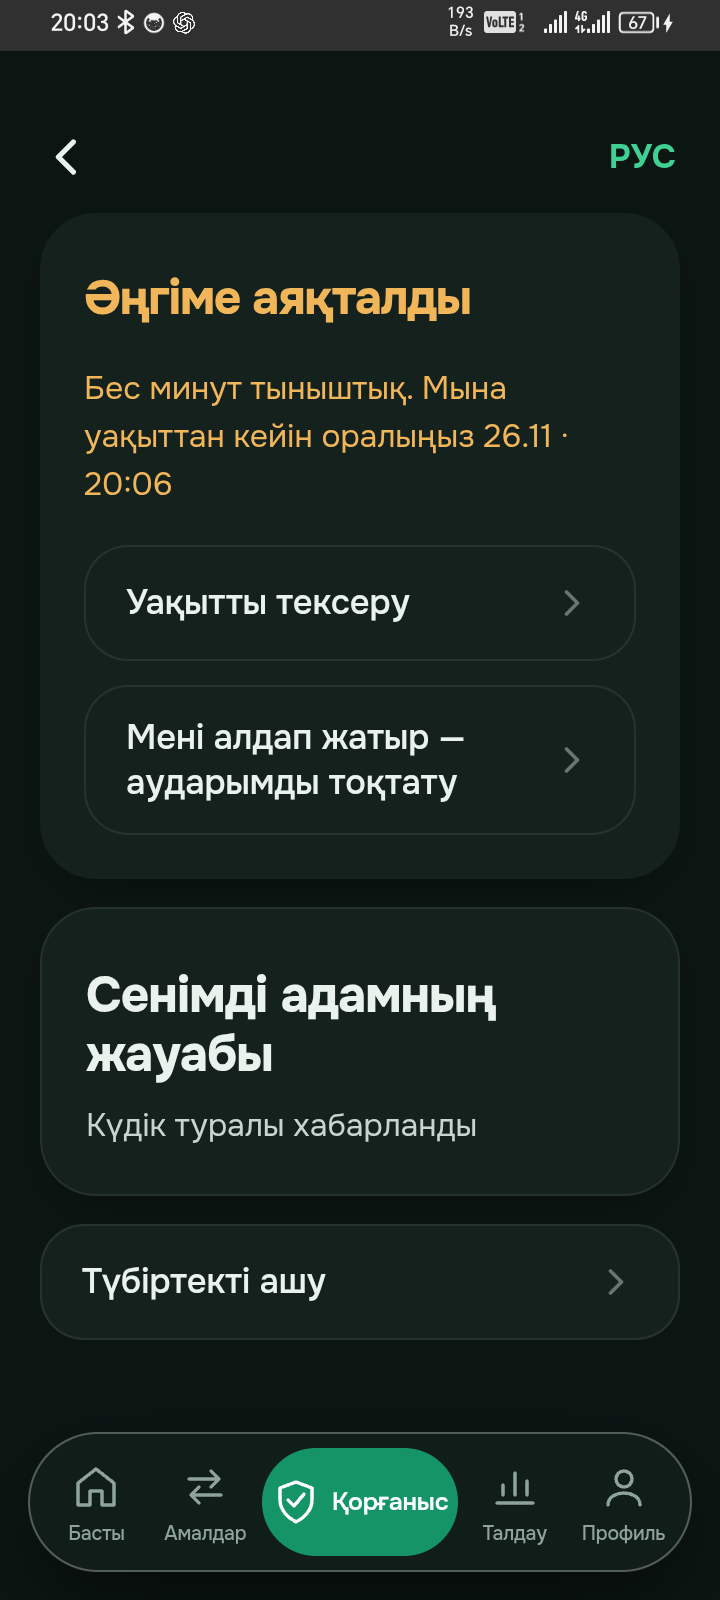 20:03
193
B/s
VoLTE
1
2
4G
67
РУС
Әңгіме аяқталды
Бес минут тыныштық. Мына
уақыттан кейін оралыңыз 26.11 ·
20:06
Уақытты тексеру
Мені алдап жатыр —
аударымды тоқтату
Сенімді адамның
жауабы
Күдік туралы хабарланды
Түбіртекті ашу
Басты
Амалдар
Қорғаныс
Талдау
Профиль